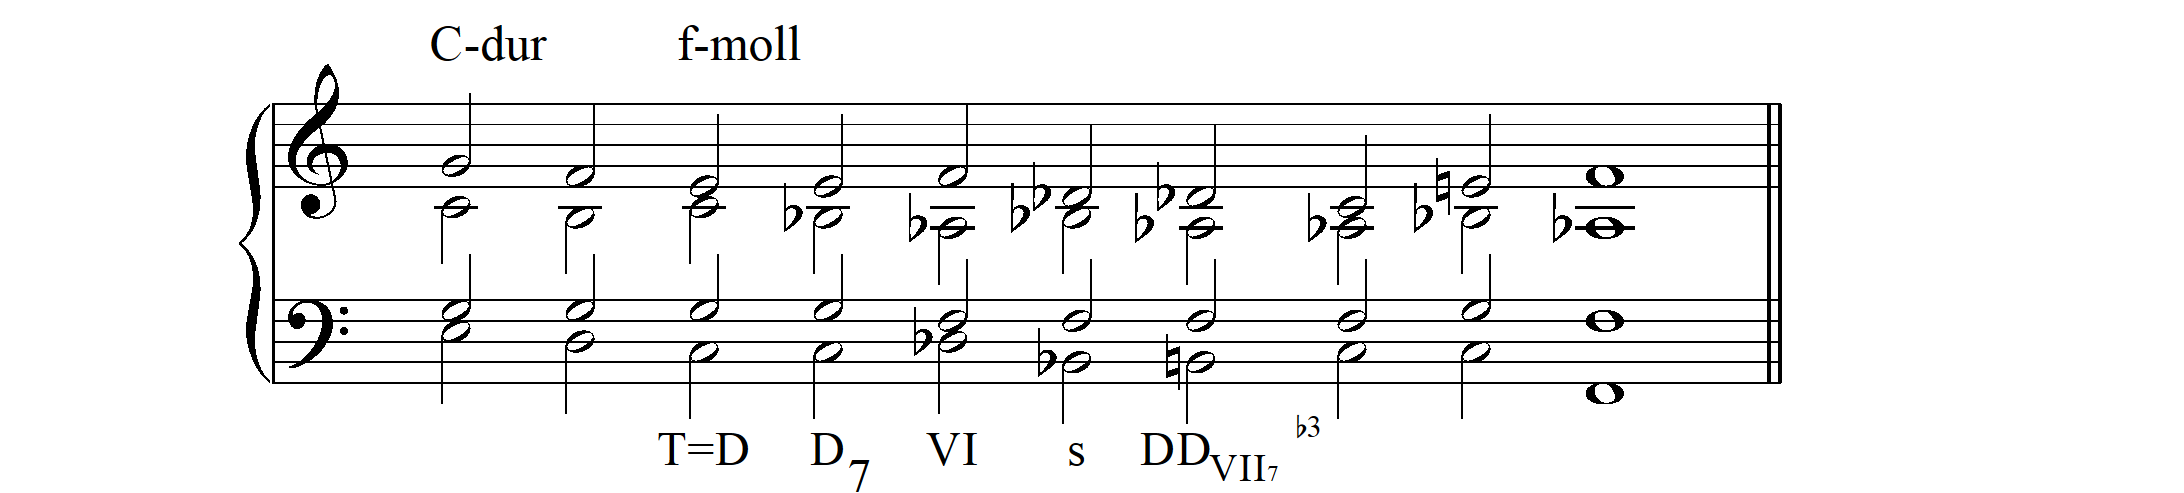 C-dur f-moll
T=D D7 VI s DDVII7 ♭3